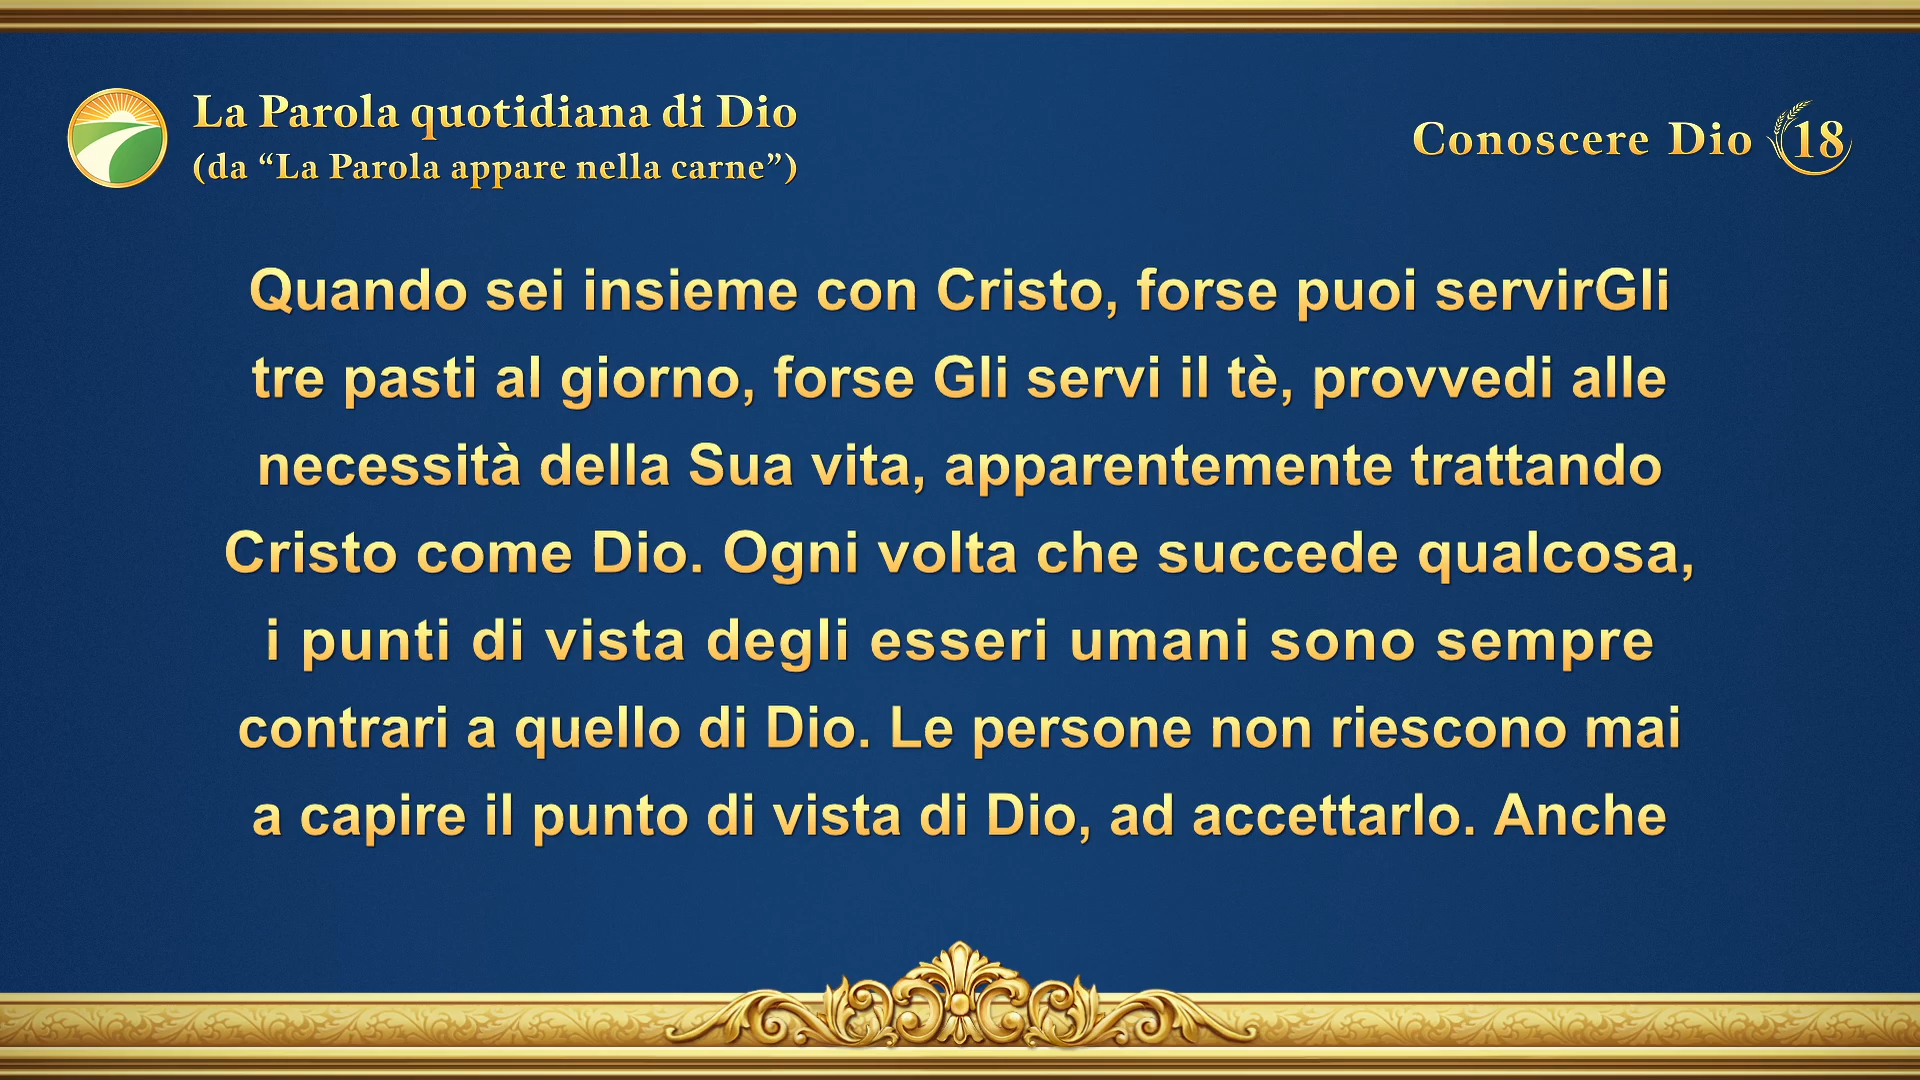 La Parola quotidiana di Dio
(da “La Parola appare nella carne”)
Conoscere Dio 18
Quando sei insieme con Cristo, forse puoi servirGli
tre pasti al giorno, forse Gli servi il tè, provvedi alle
necessità della Sua vita, apparentemente trattando
Cristo come Dio. Ogni volta che succede qualcosa,
i punti di vista degli esseri umani sono sempre
contrari a quello di Dio. Le persone non riescono mai
a capire il punto di vista di Dio, ad accettarlo. Anche